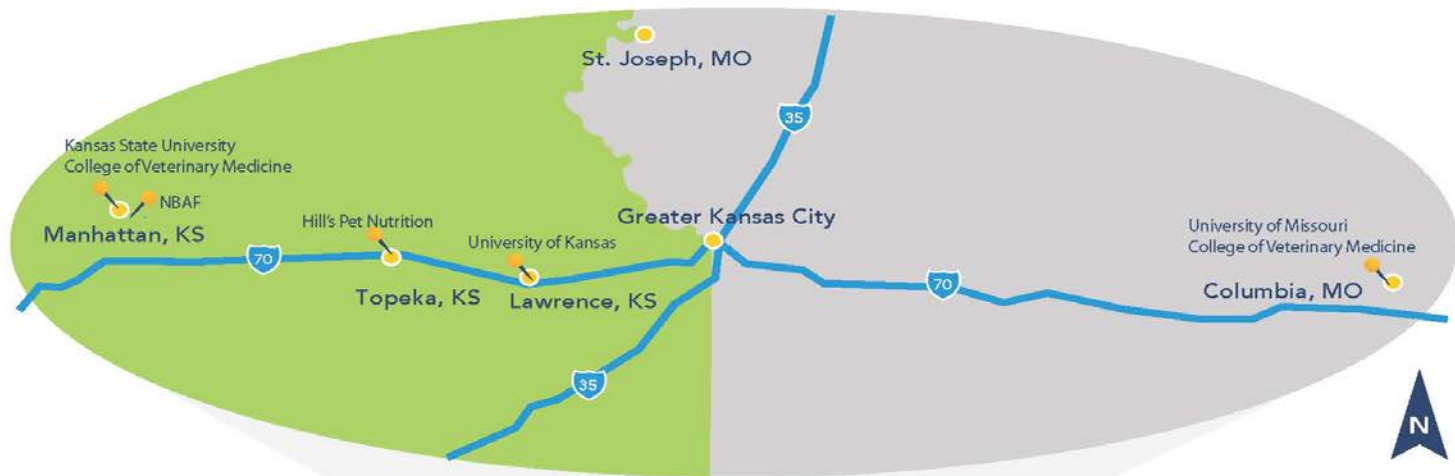 St. Joseph, MO
35
Kansas State University
College of Veterinary Medicine
NBAF
Manhattan, KS
Hill's Pet Nutrition
Greater Kansas City
University of Kansas
University of Missouri
College of Veterinary Medicine
70
70
Topeka, KS
Lawrence, KS
Columbia, MO
35
N